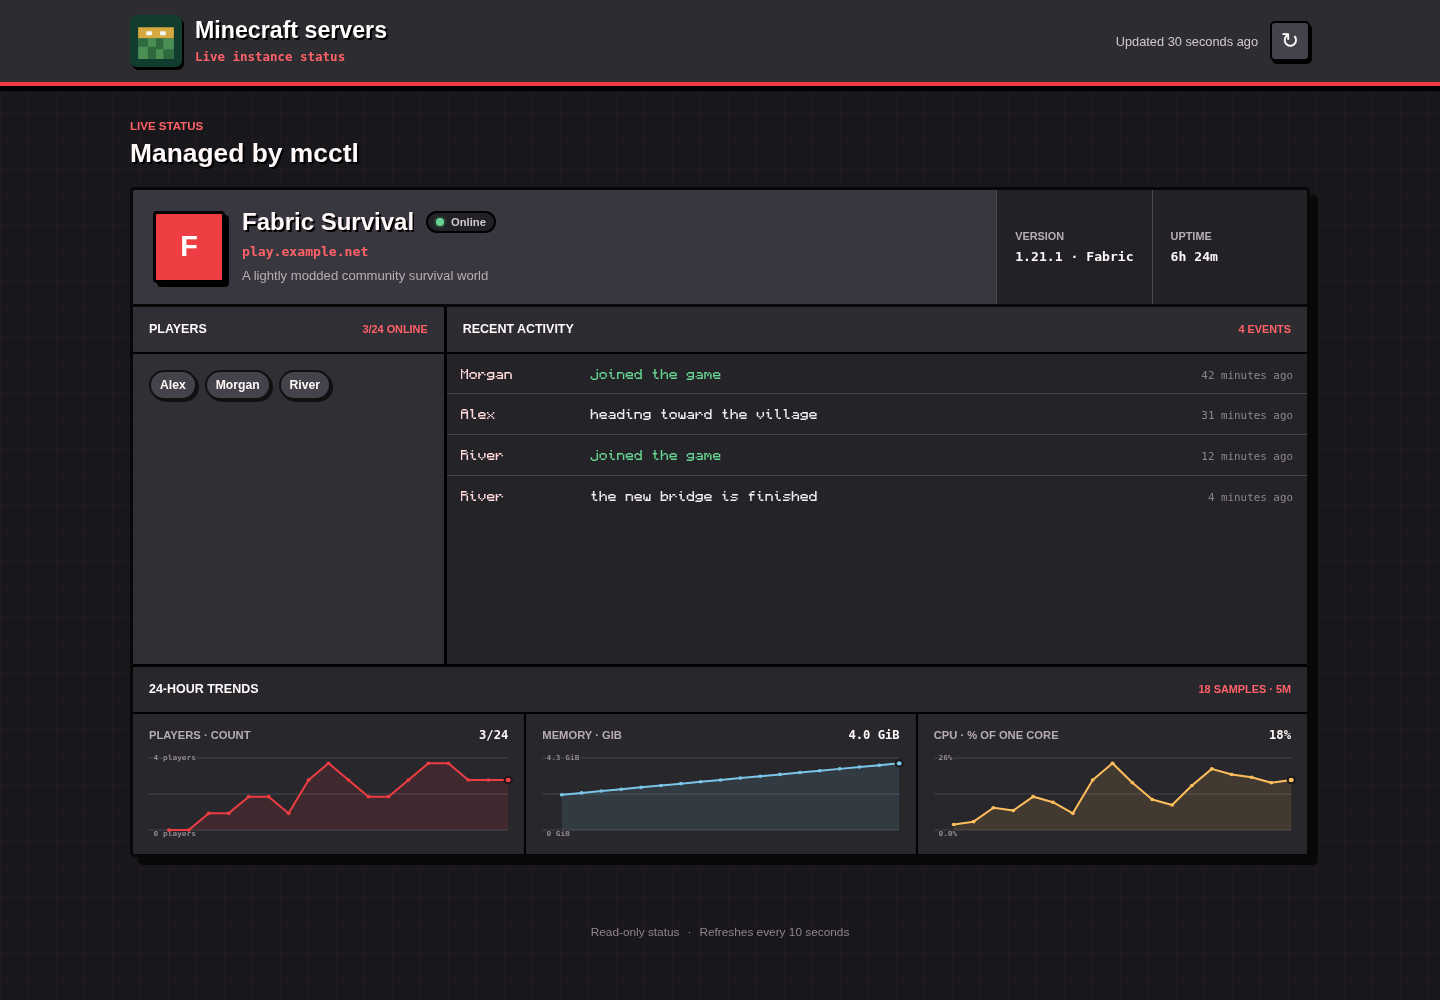 Minecraft servers
Live instance status
Updated 30 seconds ago
↻
LIVE STATUS
Managed by mcctl
F
Fabric Survival
Online
play.example.net
A lightly modded community survival world
VERSION
1.21.1 · Fabric
UPTIME
6h 24m
PLAYERS
3/24 ONLINE
Alex
Morgan
River
RECENT ACTIVITY
4 EVENTS
Morgan joined the game 42 minutes ago
Alex heading toward the village 31 minutes ago
River joined the game 12 minutes ago
River the new bridge is finished 4 minutes ago
24-HOUR TRENDS
18 SAMPLES · 5M
PLAYERS · COUNT
3/24
4 players
0 players
MEMORY · GIB
4.0 GiB
4.3 GiB
0 GiB
CPU · % OF ONE CORE
18%
26%
0.0%
Read-only status · Refreshes every 10 seconds